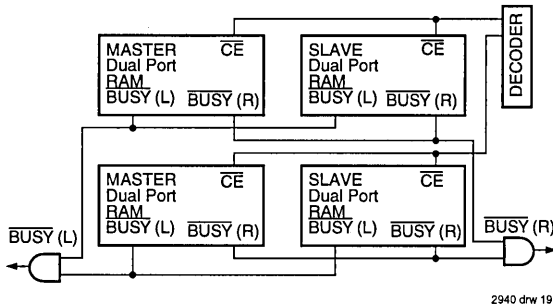 MASTER
Dual Port
RAM
CE
BUSY (L)
BUSY (R)
SLAVE
Dual Port
RAM
CE
BUSY (L)
BUSY (R)
DECODER
MASTER
Dual Port
RAM
CE
BUSY (L)
BUSY (R)
SLAVE
Dual Port
RAM
CE
BUSY (L)
BUSY (R)
BUSY (L)
BUSY (R)
2940 drw 19